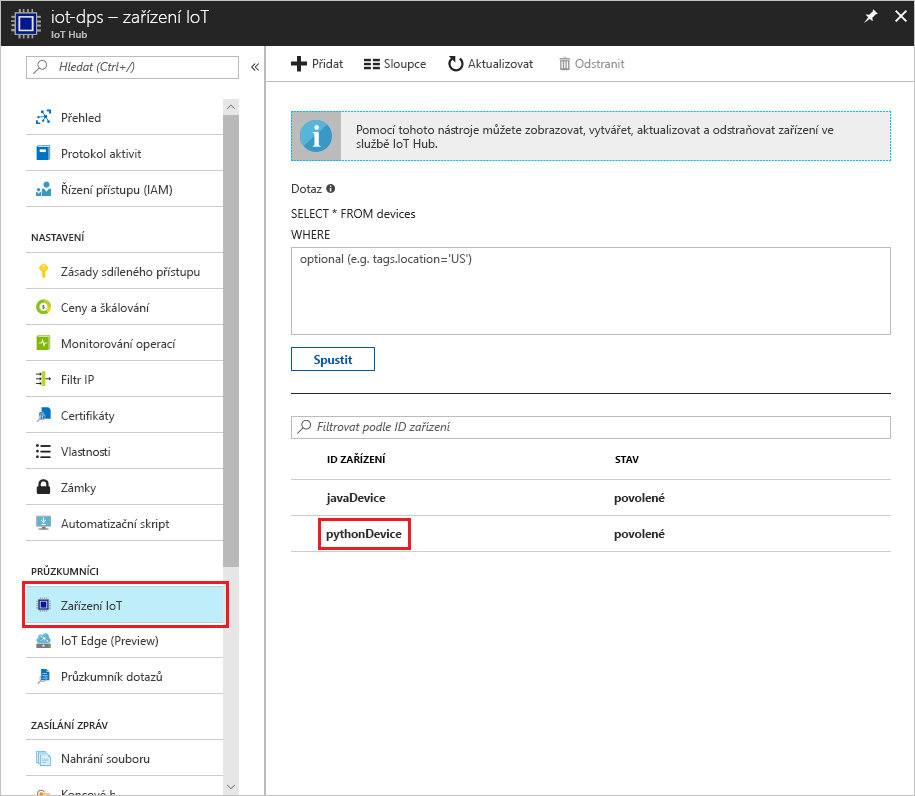 iot-dps – zařízení IoT
IoT Hub
Hledat (Ctrl+/)
Přehled
Protokol aktivit
Řízení přístupu (IAM)
NASTAVENÍ
Zásady sdíleného přístupu
Ceny a škálování
Monitorování operací
Filtr IP
Certifikáty
Vlastnosti
Zámky
Automatizační skript
PRŮZKUMNÍCI
Zařízení IoT
IoT Edge (Preview)
Průzkumník dotazů
ZASÍLÁNÍ ZPRÁV
Nahrání souboru
Přidat
Sloupce
Aktualizovat
Odstranit
Pomocí tohoto nástroje můžete zobrazovat, vytvářet, aktualizovat a odstraňovat zařízení ve
službě IoT Hub.
Dotaz
SELECT * FROM devices
WHERE
optional (e.g. tags.location='US')
Spustit
Filtrovat podle ID zařízení
ID ZAŘÍZENÍ STAV
javaDevice povolené
pythonDevice povolené